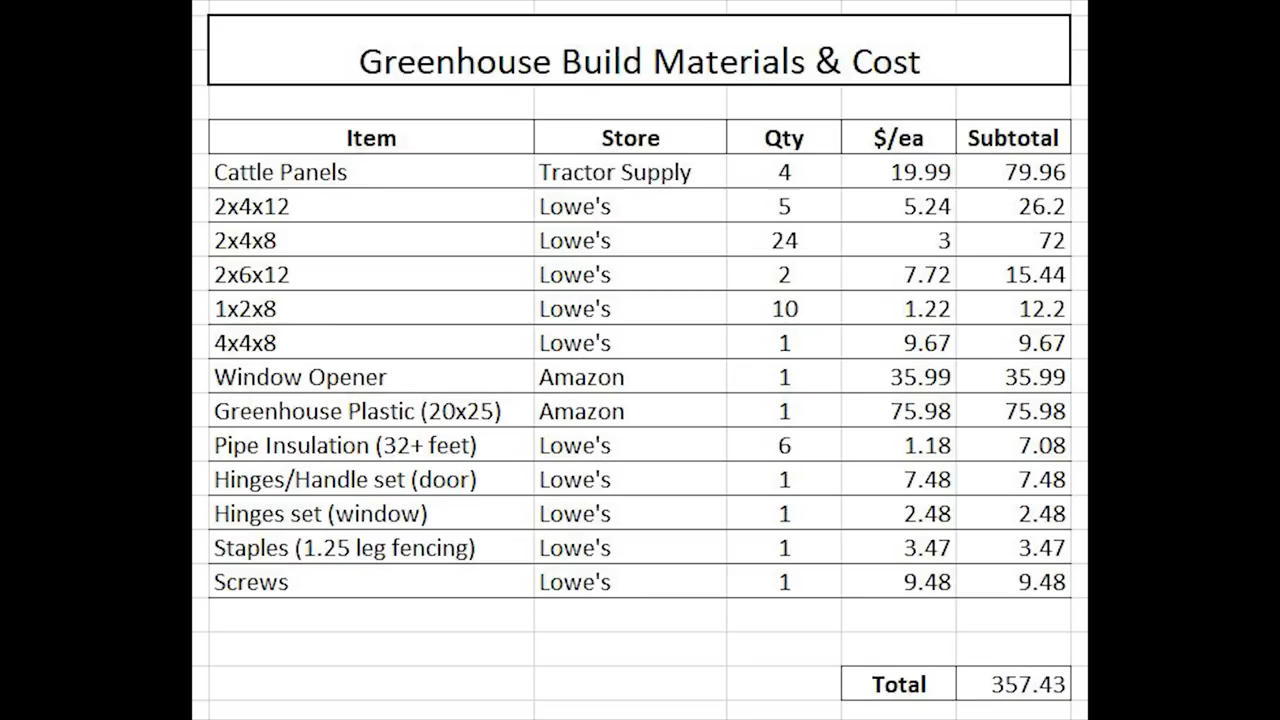 Greenhouse Build Materials & Cost
Item Store Qty $/ea Subtotal
Cattle Panels Tractor Supply 4 19.99 79.96
2x4x12 Lowe's 5 5.24 26.2
2x4x8 Lowe's 24 3 72
2x6x12 Lowe's 2 7.72 15.44
1x2x8 Lowe's 10 1.22 12.2
4x4x8 Lowe's 1 9.67 9.67
Window Opener Amazon 1 35.99 35.99
Greenhouse Plastic (20x25) Amazon 1 75.98 75.98
Pipe Insulation (32+ feet) Lowe's 6 1.18 7.08
Hinges/Handle set (door) Lowe's 1 7.48 7.48
Hinges set (window) Lowe's 1 2.48 2.48
Staples (1.25 leg fencing) Lowe's 1 3.47 3.47
Screws Lowe's 1 9.48 9.48
Total 357.43